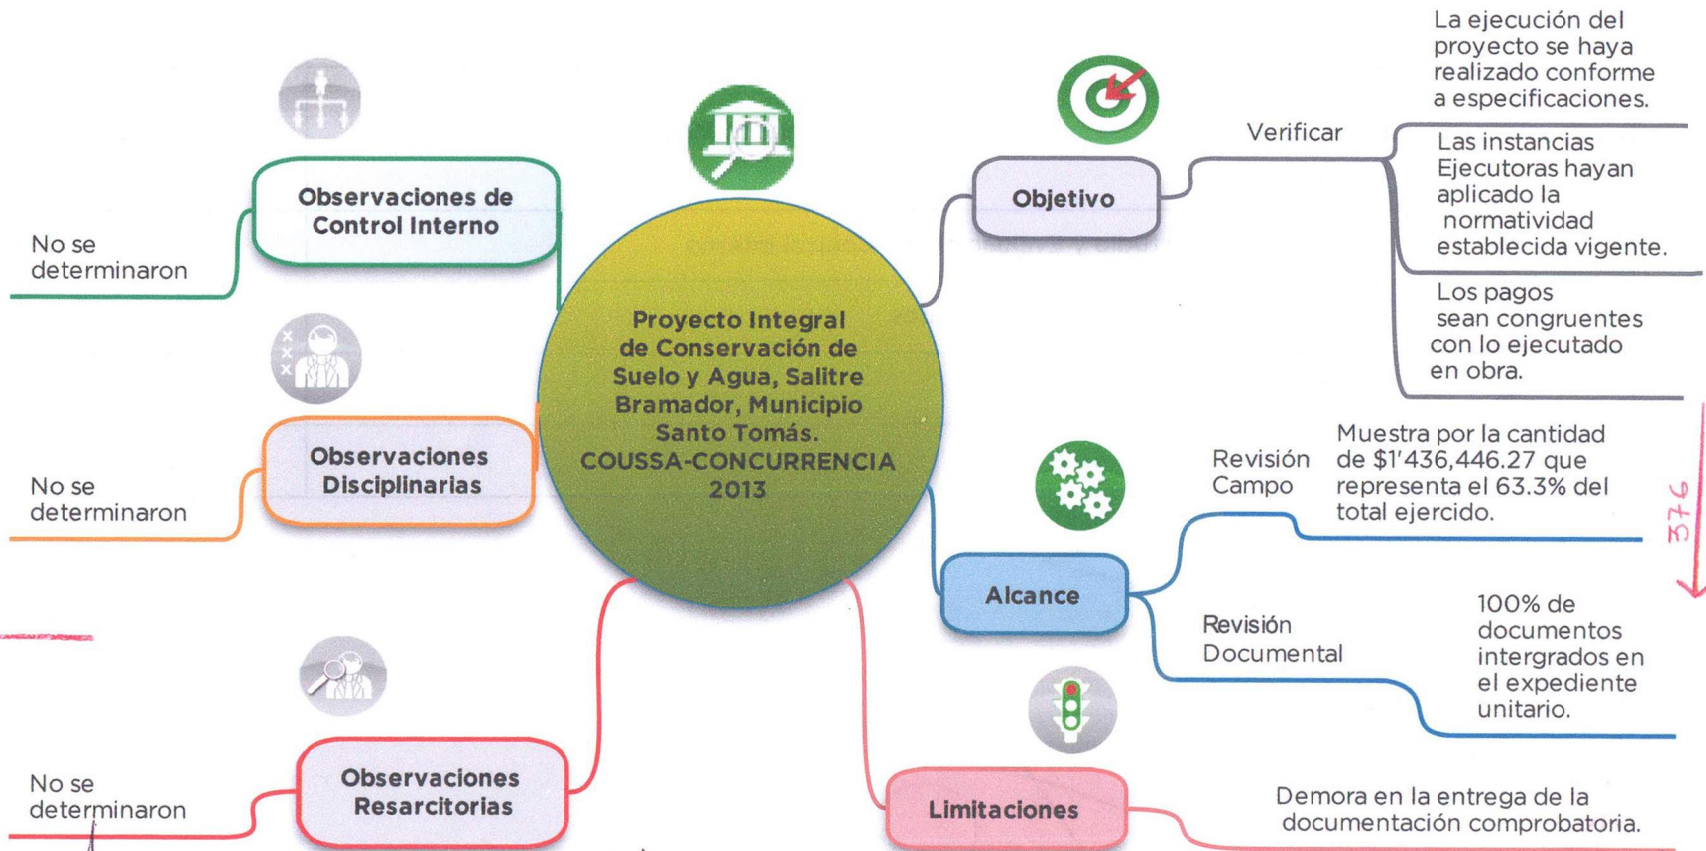 Observaciones de
Control Interno
No se
determinaron
Observaciones
Disciplinarias
No se
determinaron
Observaciones
Resarcitorias
No se
determinaron
Proyecto Integral
de Conservación de
Suelo y Agua, Salitre
Bramador, Municipio
Santo Tomás.
COUSSA-CONCURRENCIA
2013
Objetivo
Verificar
La ejecución del
proyecto se haya
realizado conforme
a especificaciones.
Las instancias
Ejecutoras hayan
aplicado la
normatividad
establecida vigente.
Los pagos
sean congruentes
con lo ejecutado
en obra.
Alcance
Revisión
Campo
Muestra por la cantidad
de $1'436,446.27 que
representa el 63.3% del
total ejercido.
Revisión
Documental
100% de
documentos
intergrados en
el expediente
unitario.
Limitaciones
Demora en la entrega de la
documentación comprobatoria.
376